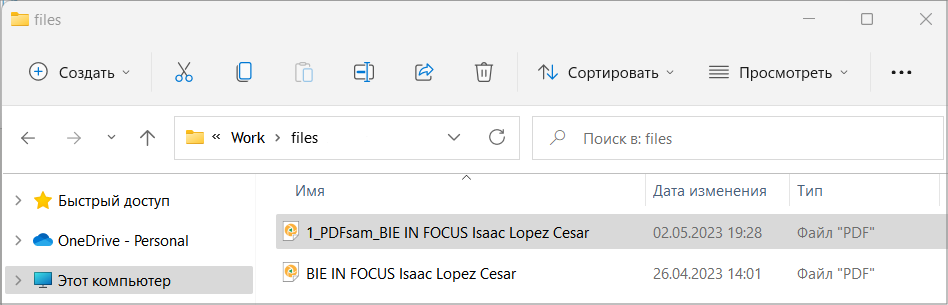 files
Создать
Сортировать
Просмотреть
« Work > files
Поиск в: files
Имя Дата изменения Тип
Быстрый доступ
OneDrive - Personal
Этот компьютер
1_PDFsam_BIE IN FOCUS Isaac Lopez Cesar 02.05.2023 19:28 Файл "PDF"
BIE IN FOCUS Isaac Lopez Cesar 26.04.2023 14:01 Файл "PDF"